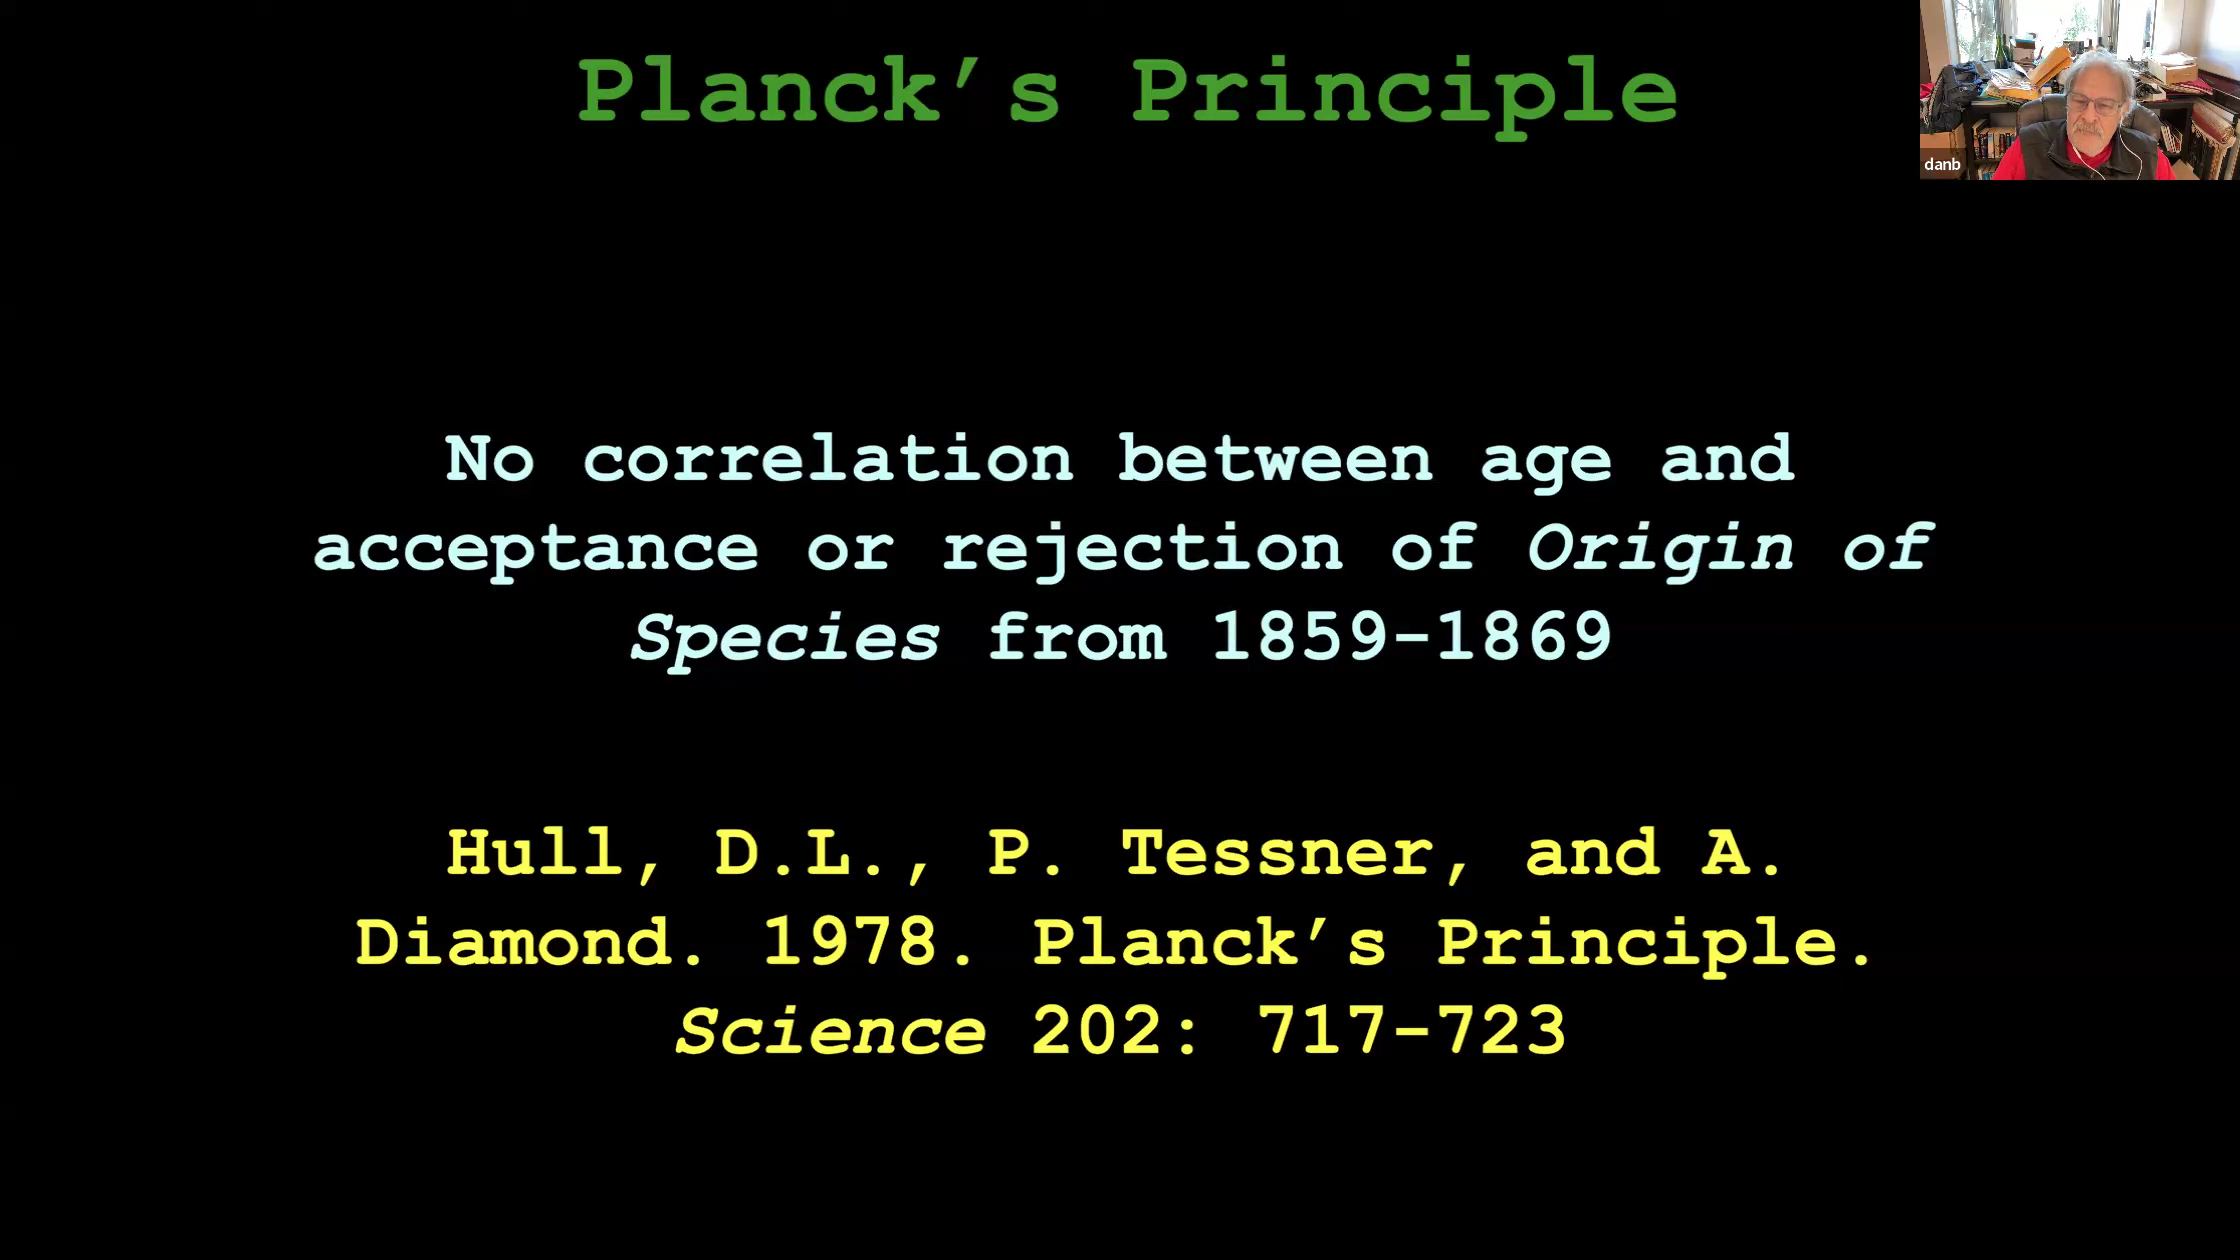 Planck’s Principle
danb
No correlation between age and
acceptance or rejection of Origin of
Species from 1859-1869
Hull, D.L., P. Tessner, and A.
Diamond. 1978. Planck’s Principle.
Science 202: 717-723